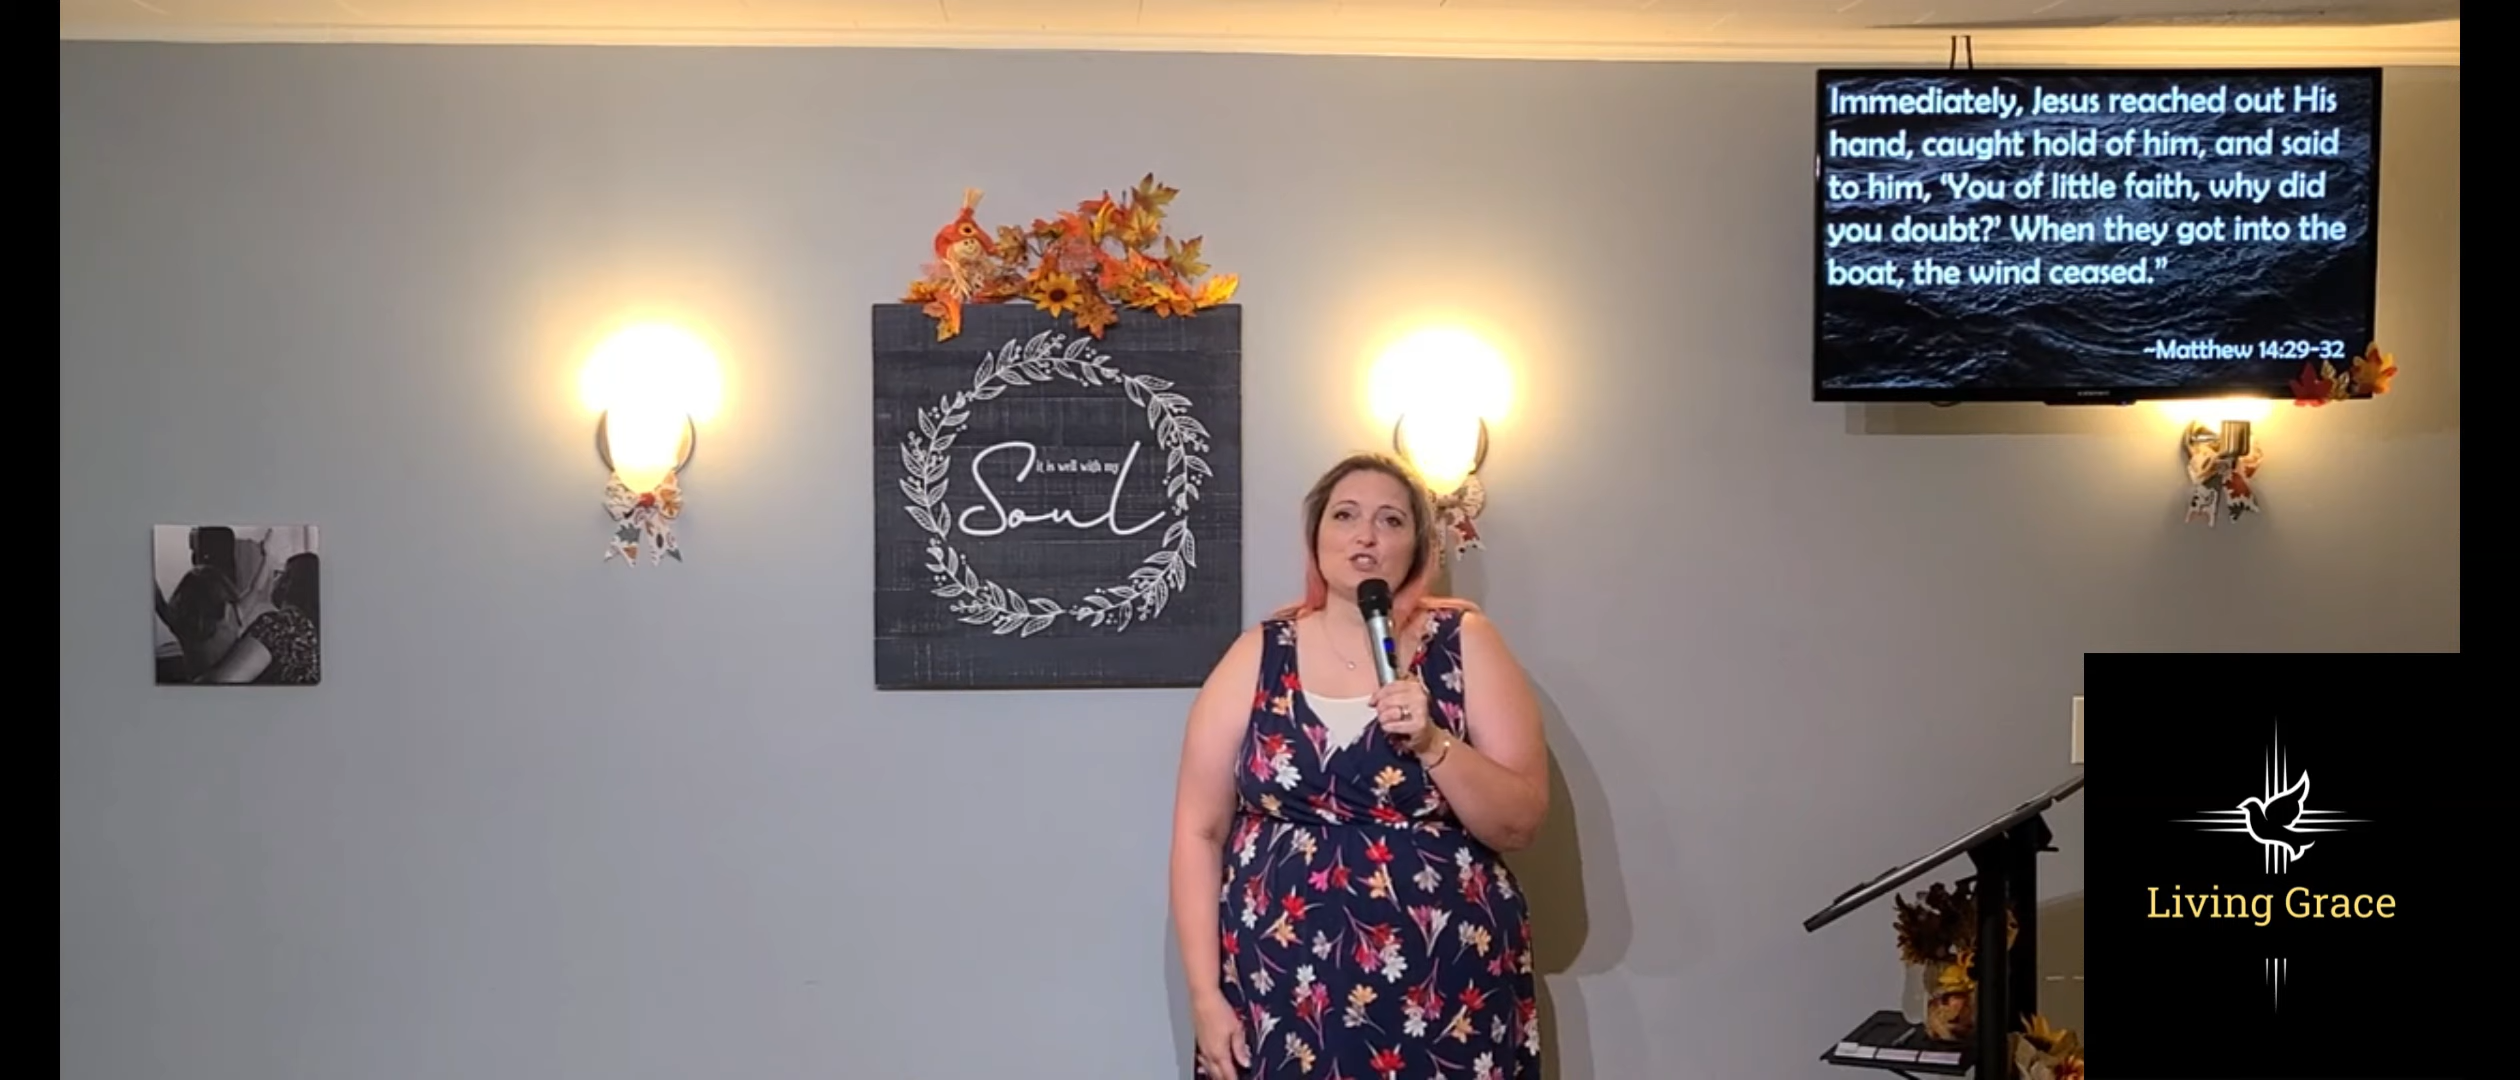 Immediately, Jesus reached out His
hand, caught hold of him, and said
to him, ‘You of little faith, why did
you doubt?’ When they got into the
boat, the wind ceased.”
~Matthew 14:29-32
it is well with my
Soul
Living Grace